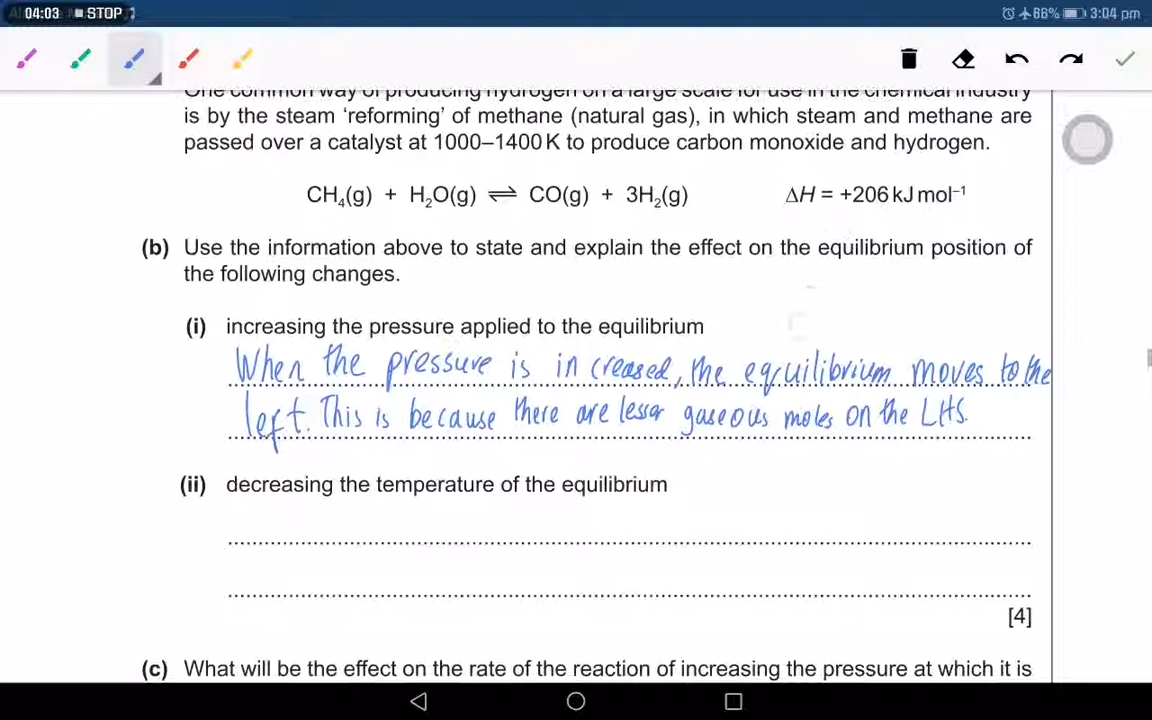 04:03 STOP
66% 3:04 pm
One common way of producing hydrogen on a large scale for use in the chemical industry
is by the steam ‘reforming’ of methane (natural gas), in which steam and methane are
passed over a catalyst at 1000–1400 K to produce carbon monoxide and hydrogen.
CH₄(g) + H₂O(g) ⇌ CO(g) + 3H₂(g) ΔH = +206 kJ mol⁻¹
(b) Use the information above to state and explain the effect on the equilibrium position of
the following changes.
(i) increasing the pressure applied to the equilibrium
When the pressure is increased, the equilibrium moves to the
left. This is because there are lesser gaseous moles on the LHS.
(ii) decreasing the temperature of the equilibrium
[4]
(c) What will be the effect on the rate of the reaction of increasing the pressure at which it is